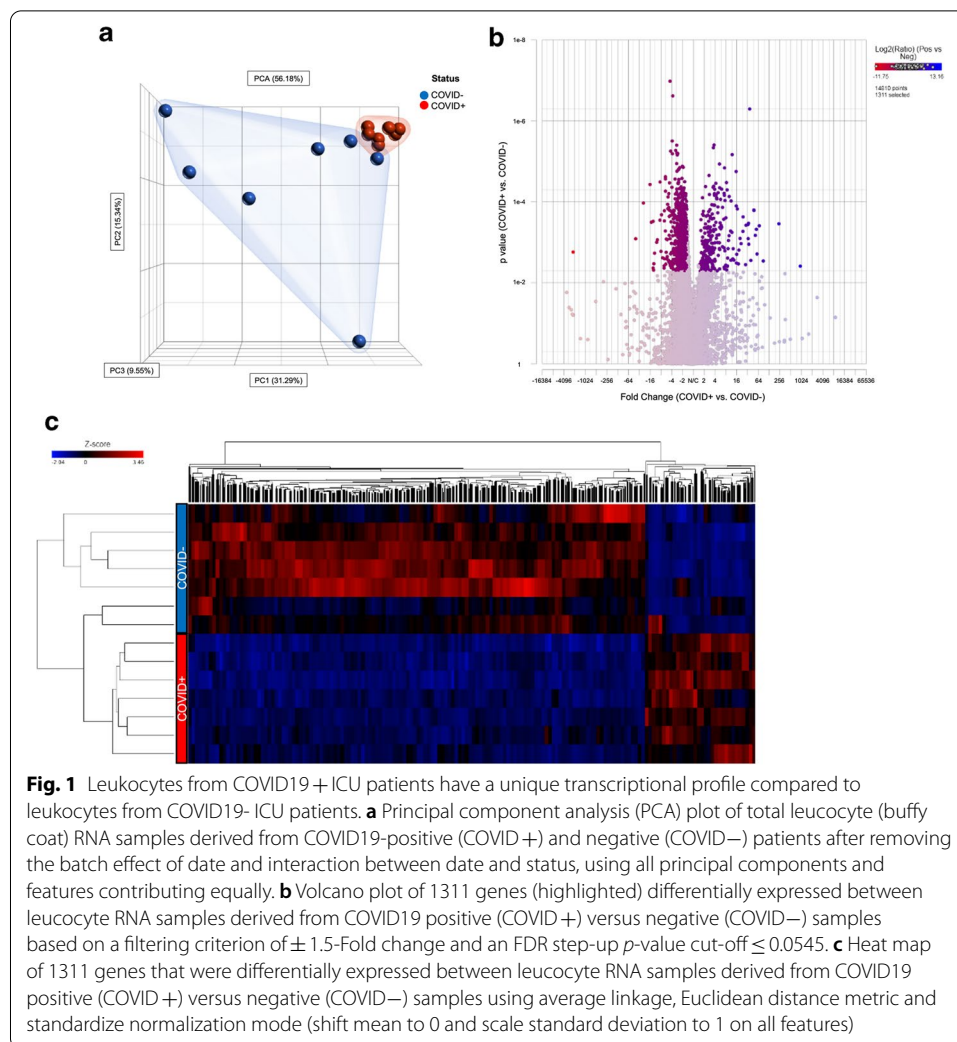 a
PCA (56.18%)
Status
COVID-
COVID+
PC2 (15.34%)
PC3 (9.55%)
PC1 (31.29%)
b
1e-8
1e-6
1e-4
1e-2
1
p value (COVID+ vs. COVID-)
-16384 -4096 -1024 -256 -64 -16 -4 -2 N/C 2 4 16 64 256 1024 4096 16384 65536
Fold Change (COVID+ vs. COVID-)
Log2(Ratio) (Pos vs
Neg)
-11.75 13.16
14610 points
1311 selected
c
Z-score
-2.94 0 3.46
COVID-
COVID+
Fig. 1 Leukocytes from COVID19 + ICU patients have a unique transcriptional profile compared to
leukocytes from COVID19- ICU patients. a Principal component analysis (PCA) plot of total leucocyte (buffy
coat) RNA samples derived from COVID19-positive (COVID +) and negative (COVID−) patients after removing
the batch effect of date and interaction between date and status, using all principal components and
features contributing equally. b Volcano plot of 1311 genes (highlighted) differentially expressed between
leucocyte RNA samples derived from COVID19 positive (COVID +) versus negative (COVID−) samples
based on a filtering criterion of ± 1.5-Fold change and an FDR step-up p-value cut-off ≤ 0.0545. c Heat map
of 1311 genes that were differentially expressed between leucocyte RNA samples derived from COVID19
positive (COVID +) versus negative (COVID−) samples using average linkage, Euclidean distance metric and
standardize normalization mode (shift mean to 0 and scale standard deviation to 1 on all features)